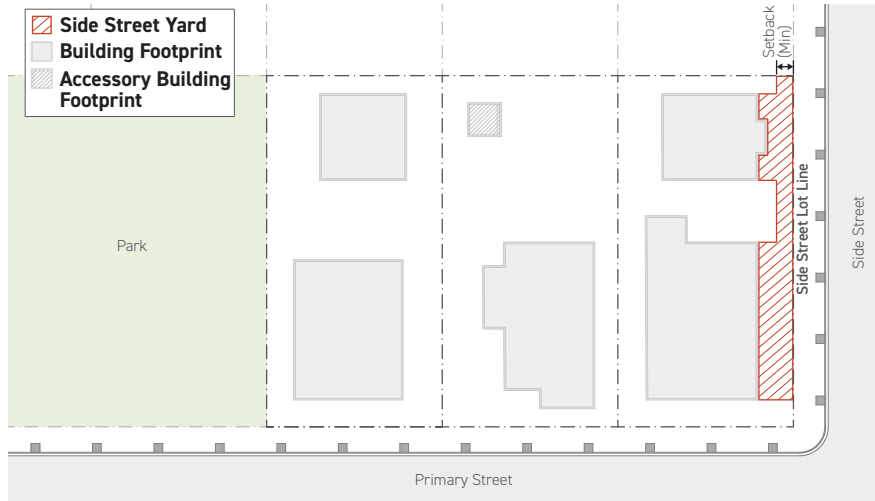 Side Street Yard
Building Footprint
Accessory Building
Footprint
Setback
(Min)
Side Street Lot Line
Side Street
Park
Primary Street